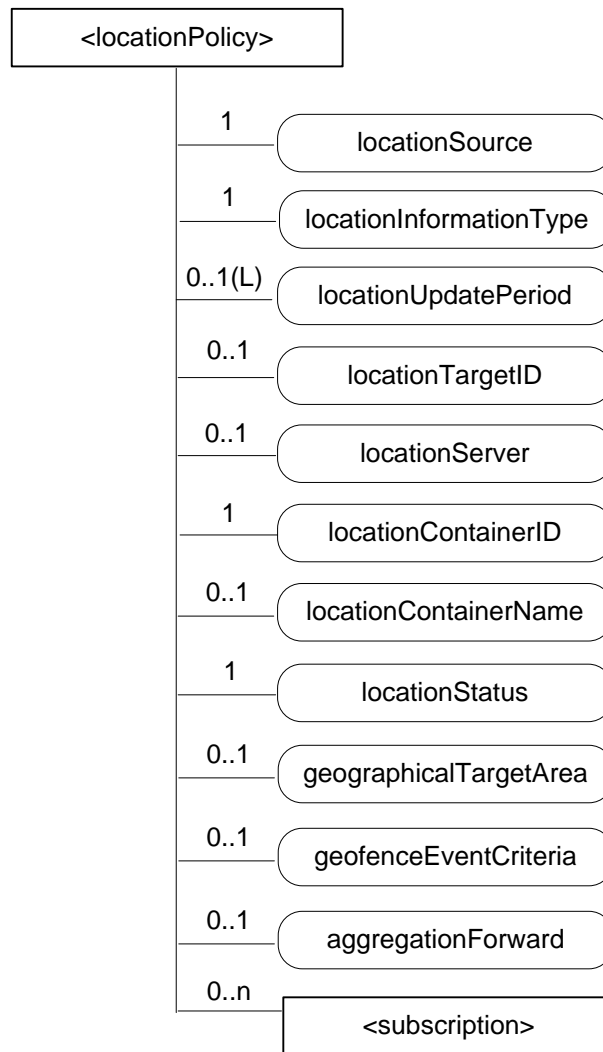 <locationPolicy>
1
locationSource
1
locationInformationType
0..1(L)
locationUpdatePeriod
0..1
locationTargetID
0..1
locationServer
1
locationContainerID
0..1
locationContainerName
1
locationStatus
0..1
geographicalTargetArea
0..1
geofenceEventCriteria
0..1
aggregationForward
0..n
<subscription>